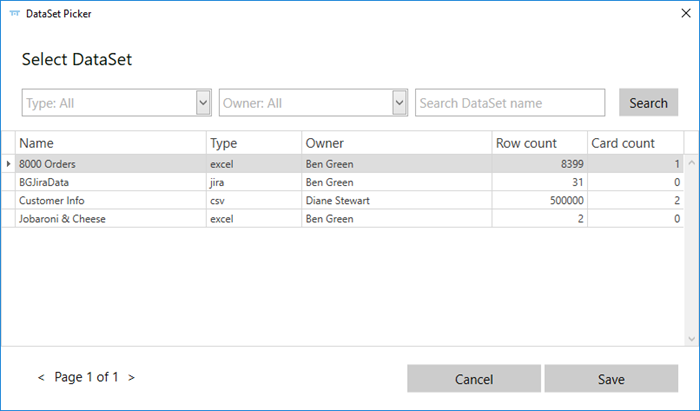 DataSet Picker
Select DataSet
Type: All Owner: All Search DataSet name Search
Name Type Owner Row count Card count
8000 Orders excel Ben Green 8399 1
BGJiraData jira Ben Green 31 0
Customer Info csv Diane Stewart 500000 2
Jobaroni & Cheese excel Ben Green 2 0
< Page 1 of 1 > Cancel Save